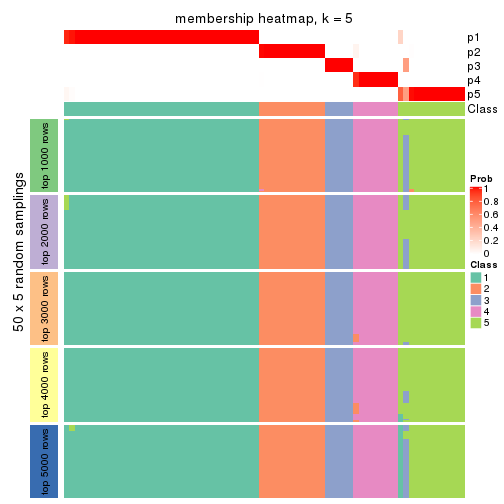 membership heatmap, k = 5
p1
p2
p3
p4
p5
Class
50 x 5 random samplings
top 1000 rows
top 2000 rows
top 3000 rows
top 4000 rows
top 5000 rows
Prob
1
0.8
0.6
0.4
0.2
0
Class
1
2
3
4
5